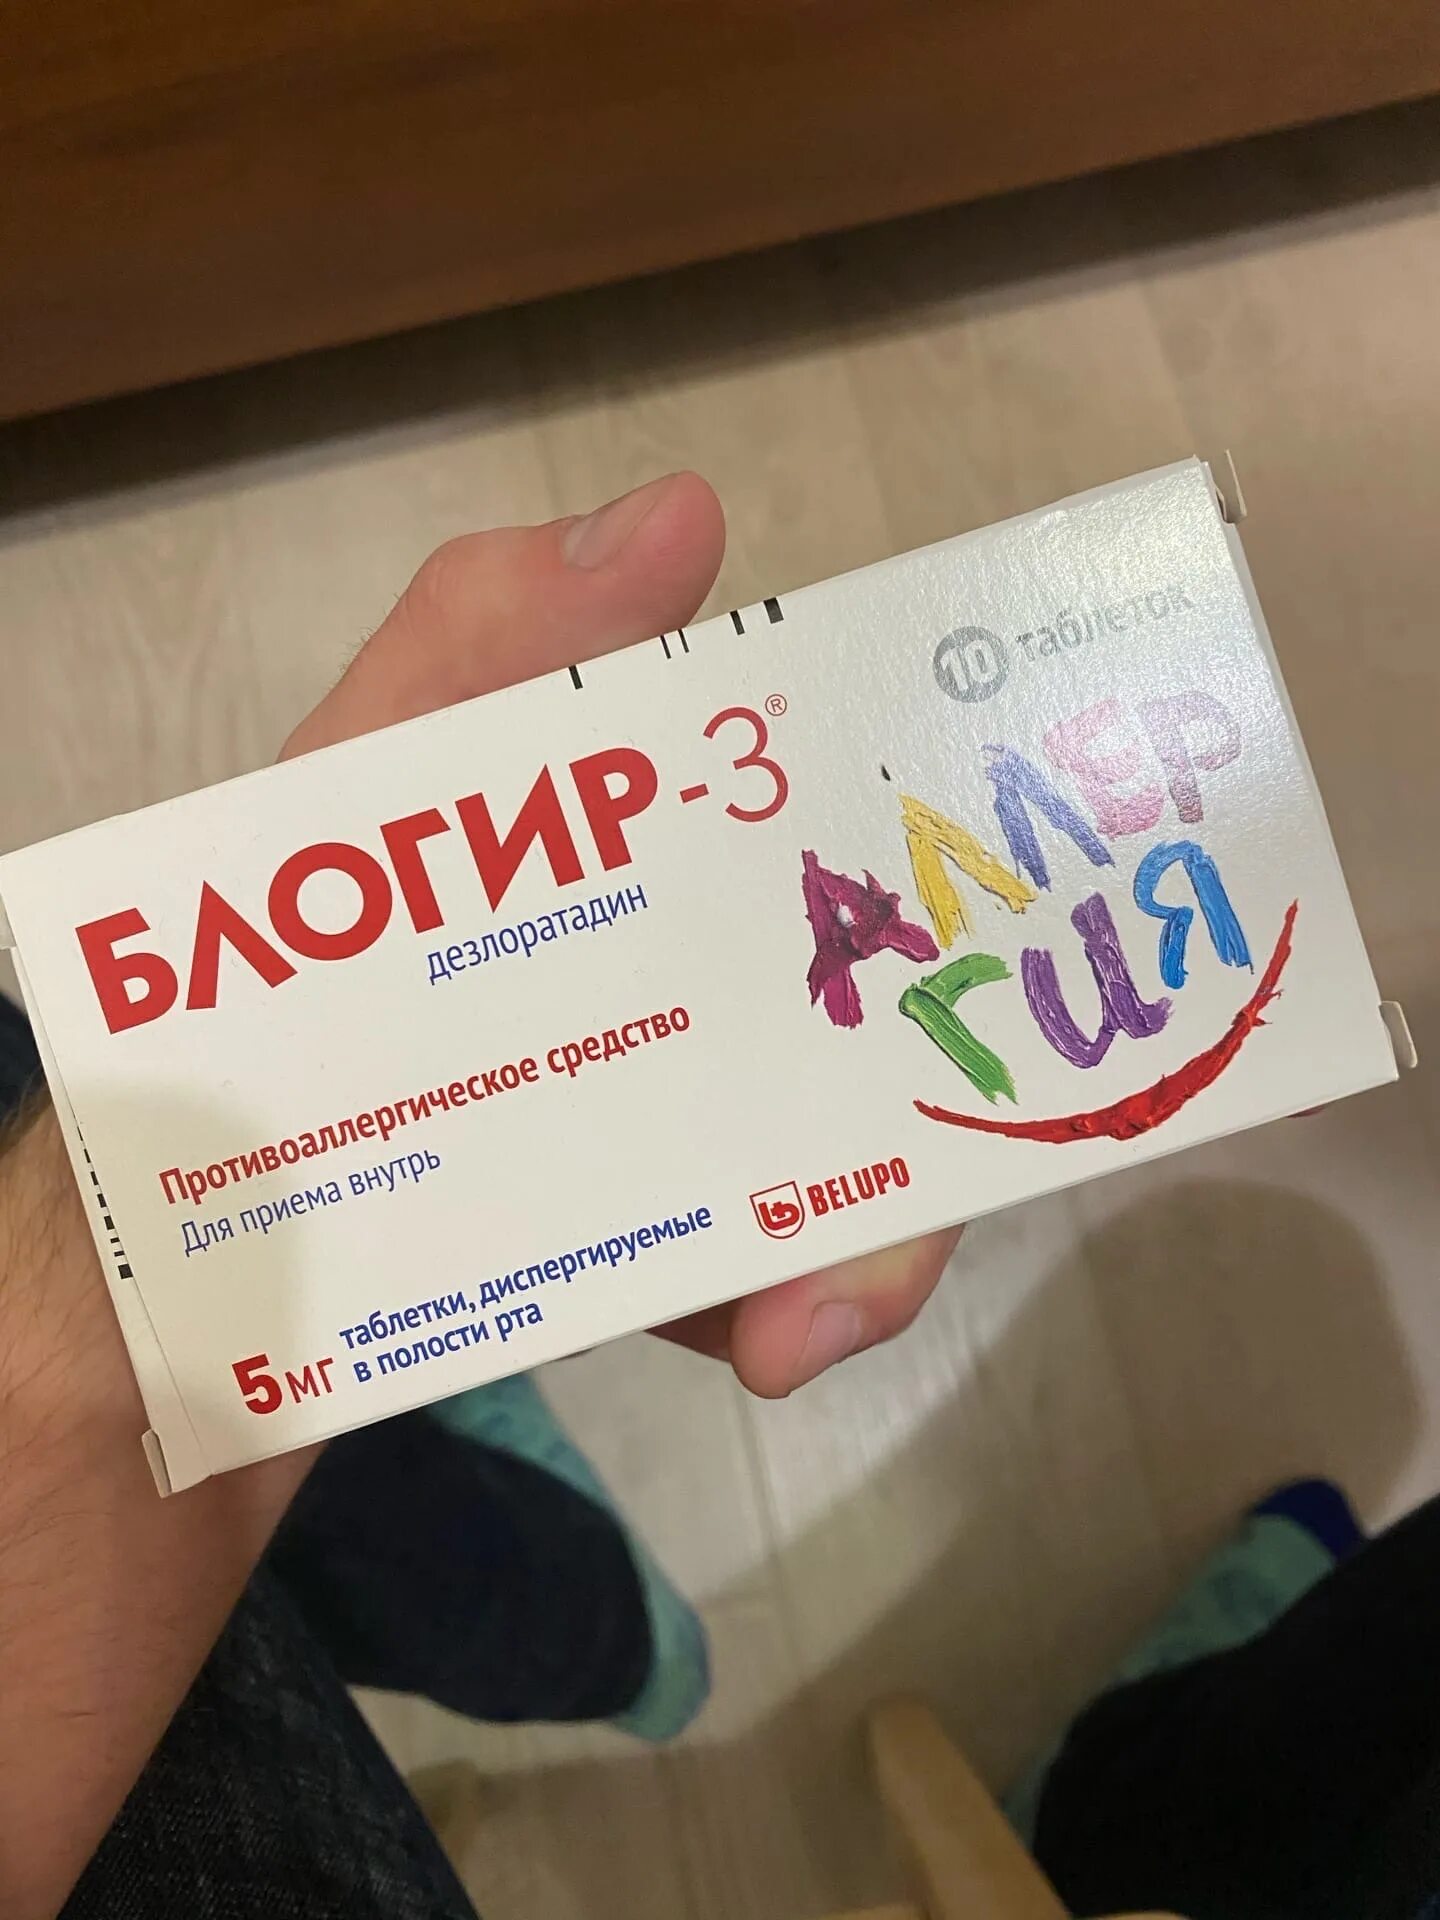 10 таблеток
БЛОГИР-3®
дезлоратадин
АЛЛЕР
ГИЯ
Противоаллергическое средство
Для приема внутрь
5 мг таблетки, диспергируемые
в полости рта
BELUPO